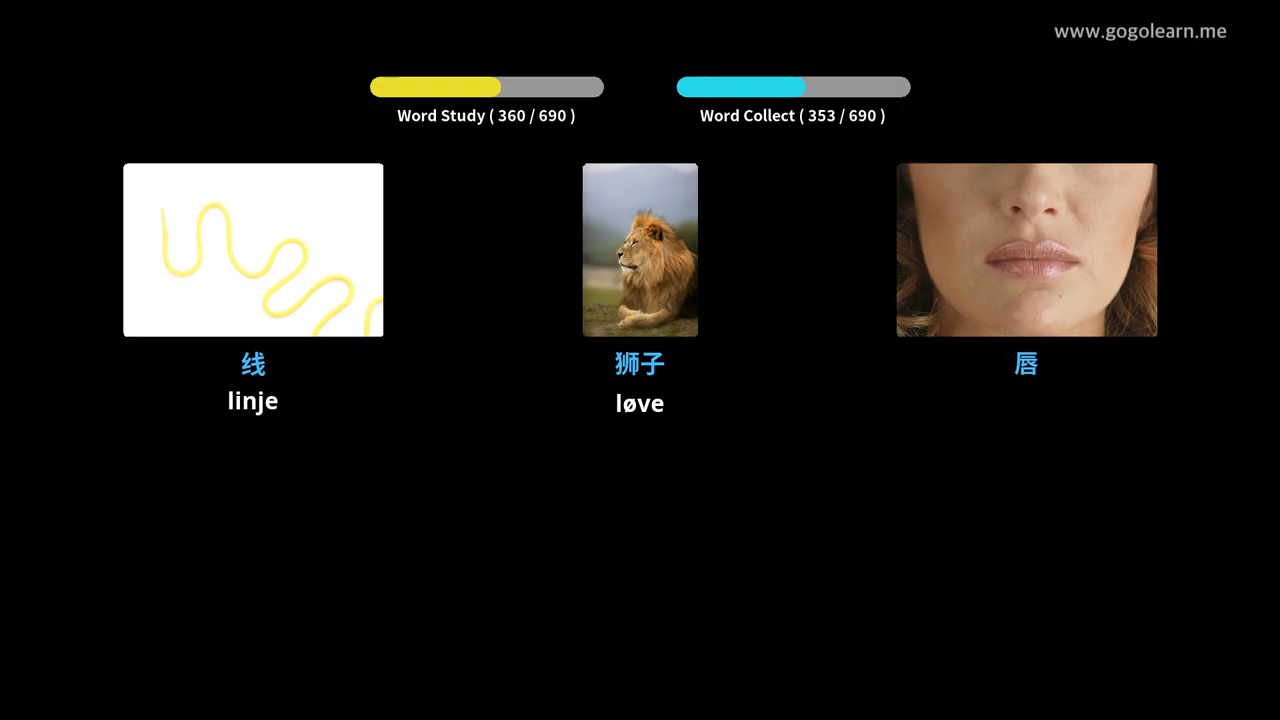 www.gogolearn.me
Word Study ( 360 / 690 )
Word Collect ( 353 / 690 )
线
狮子
唇
linje
løve